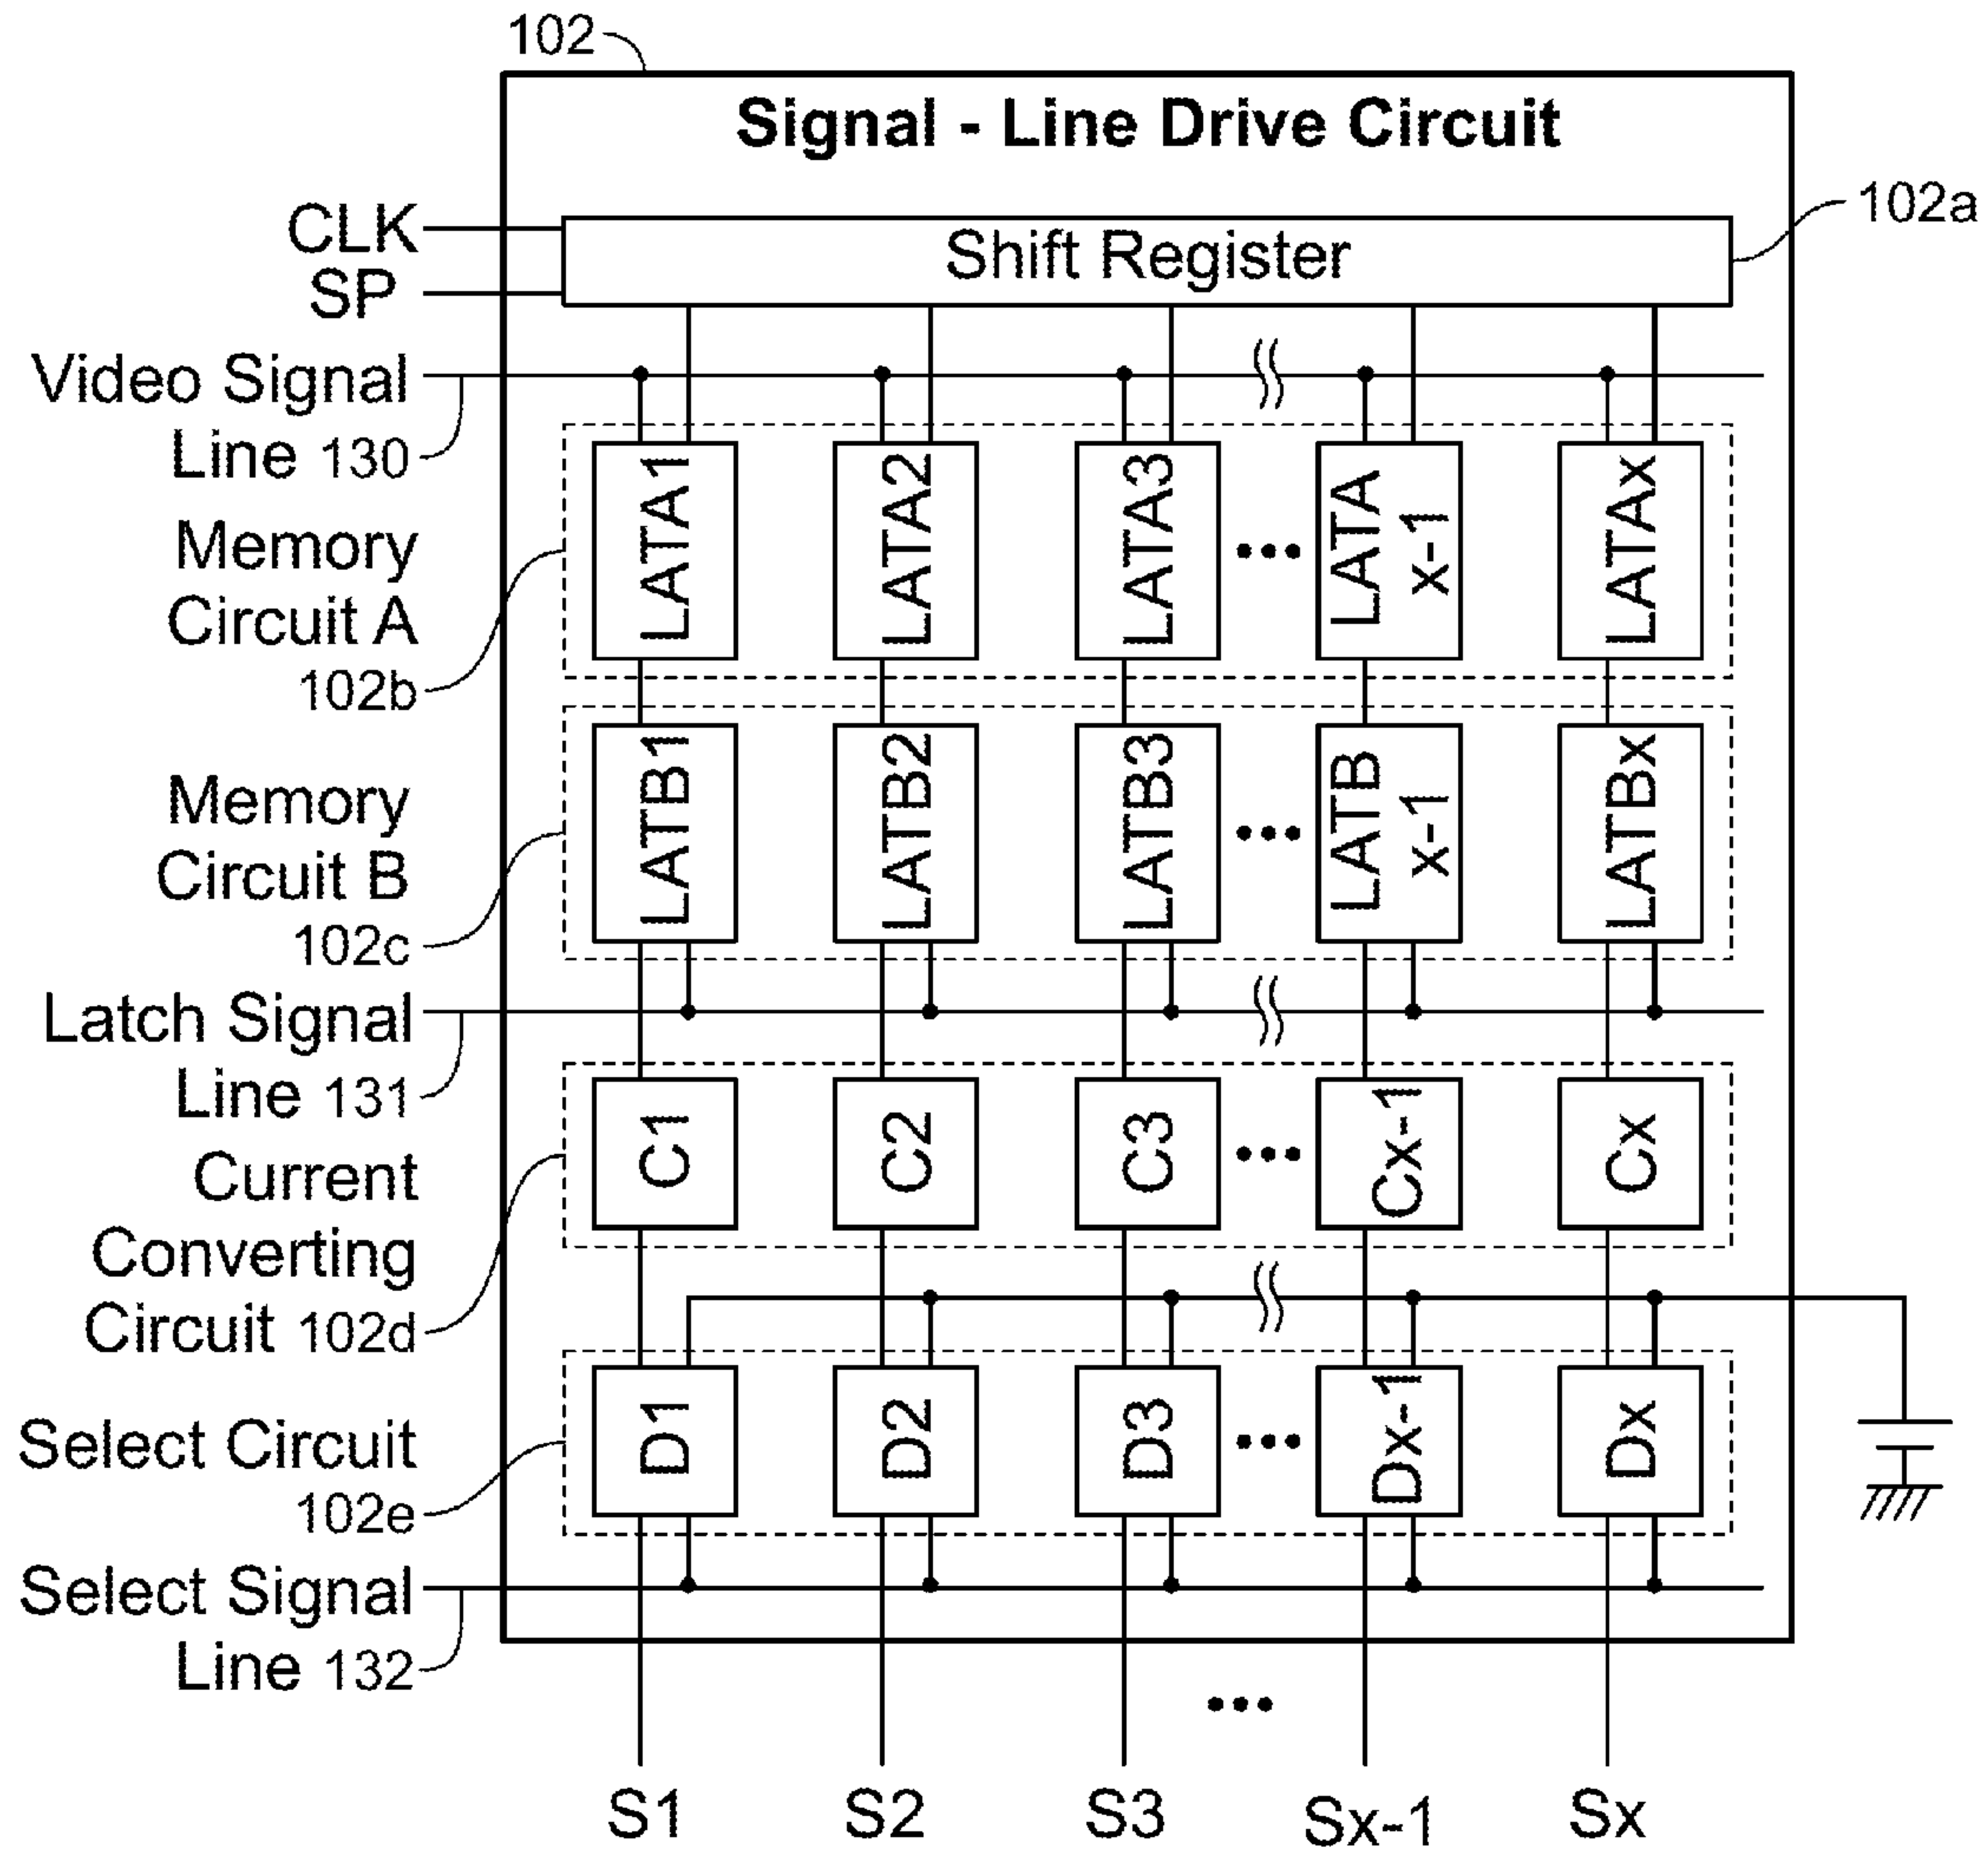 102
Signal - Line Drive Circuit
102a
CLK
SP
Shift Register
Video Signal
Line 130
Memory
Circuit A
102b
LATA1
LATA2
LATA3
•••
LATA
x-1
LATAx
Memory
Circuit B
102c
LATB1
LATB2
LATB3
•••
LATB
x-1
LATBx
Latch Signal
Line 131
Current
Converting
Circuit 102d
C1
C2
C3
•••
Cx-1
Cx
Select Circuit
102e
D1
D2
D3
•••
Dx-1
Dx
Select Signal
Line 132
•••
S1
S2
S3
Sx-1
Sx